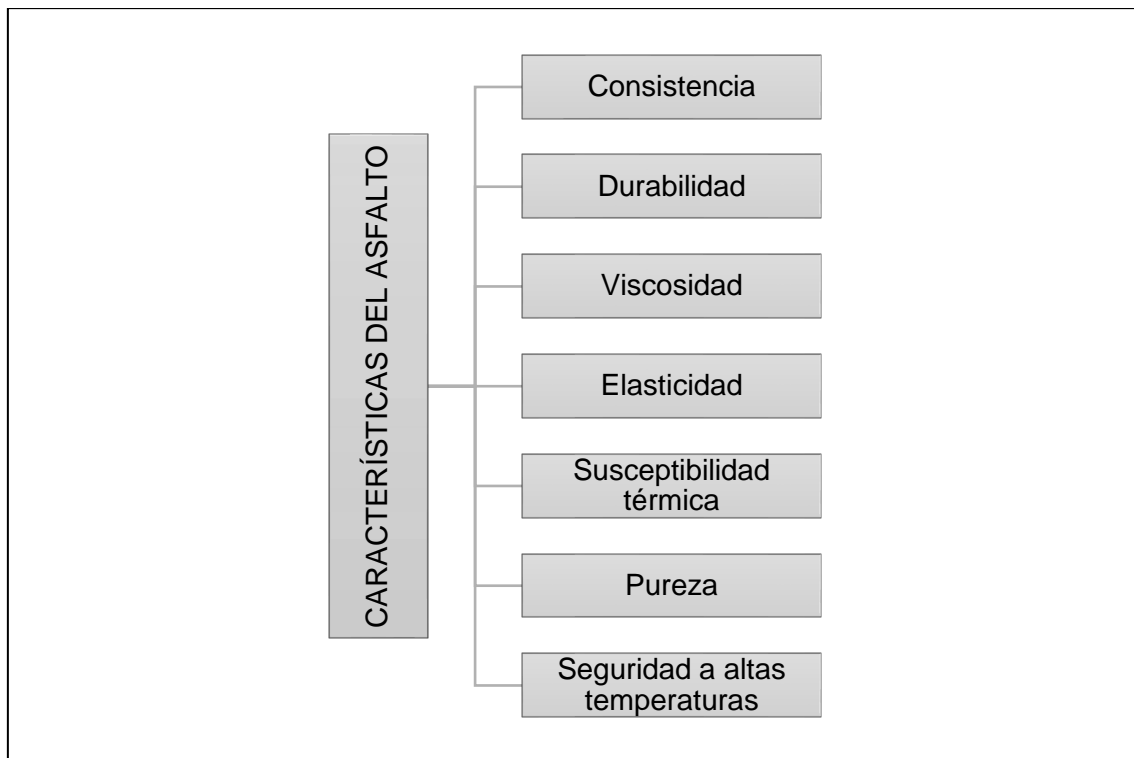 CARACTERÍSTICAS DEL ASFALTO
Consistencia
Durabilidad
Viscosidad
Elasticidad
Susceptibilidad
térmica
Pureza
Seguridad a altas
temperaturas